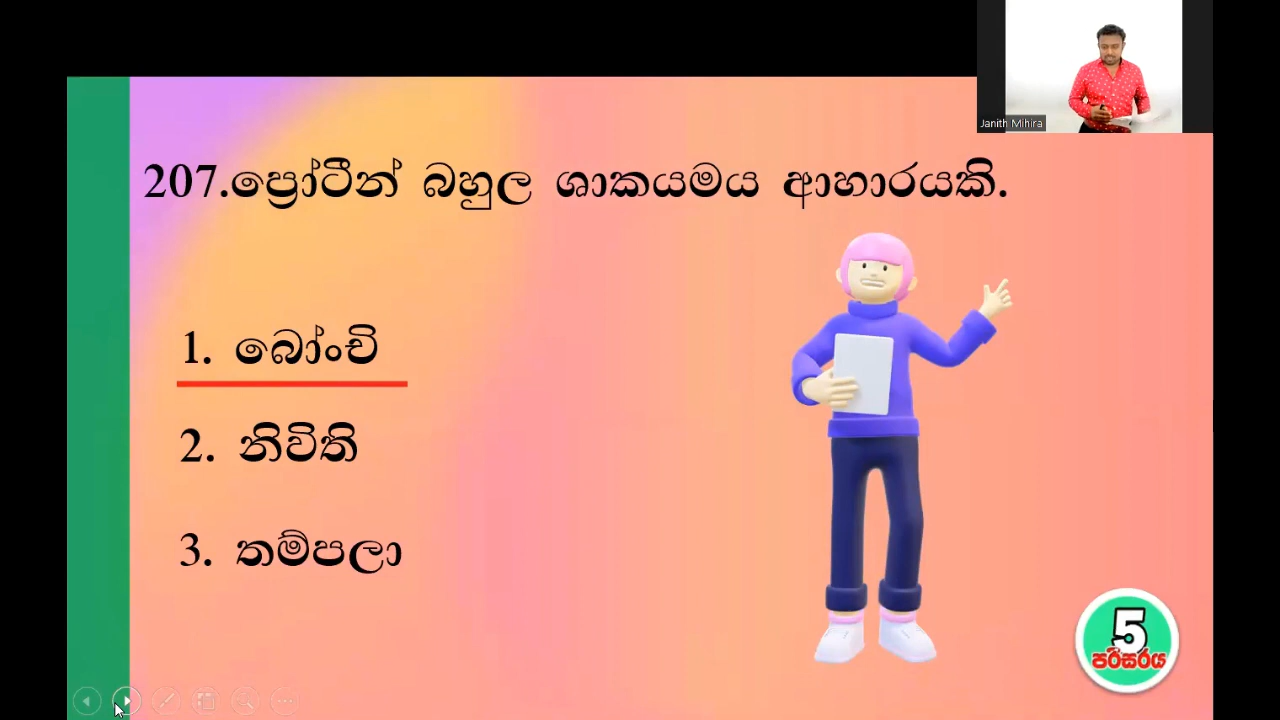 Janith Mihira
207.ප්‍රෝටීන් බහුල ශාකයමය ආහාරයකි.
1. බෝංචි
2. නිවිති
3. තම්පලා
5
පරිසරය